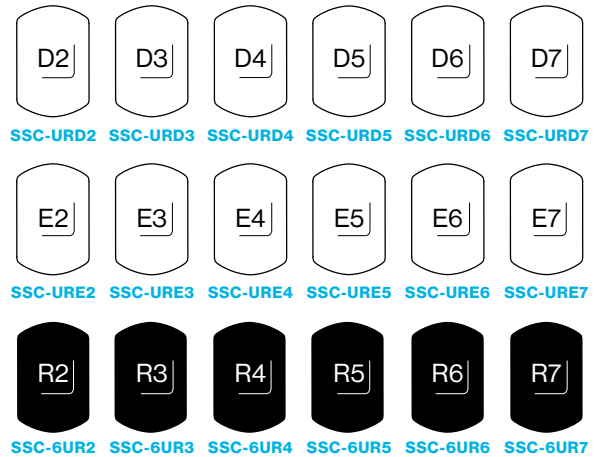 D2 D3 D4 D5 D6 D7
SSC-URD2 SSC-URD3 SSC-URD4 SSC-URD5 SSC-URD6 SSC-URD7
E2 E3 E4 E5 E6 E7
SSC-URE2 SSC-URE3 SSC-URE4 SSC-URE5 SSC-URE6 SSC-URE7
R2 R3 R4 R5 R6 R7
SSC-6UR2 SSC-6UR3 SSC-6UR4 SSC-6UR5 SSC-6UR6 SSC-6UR7